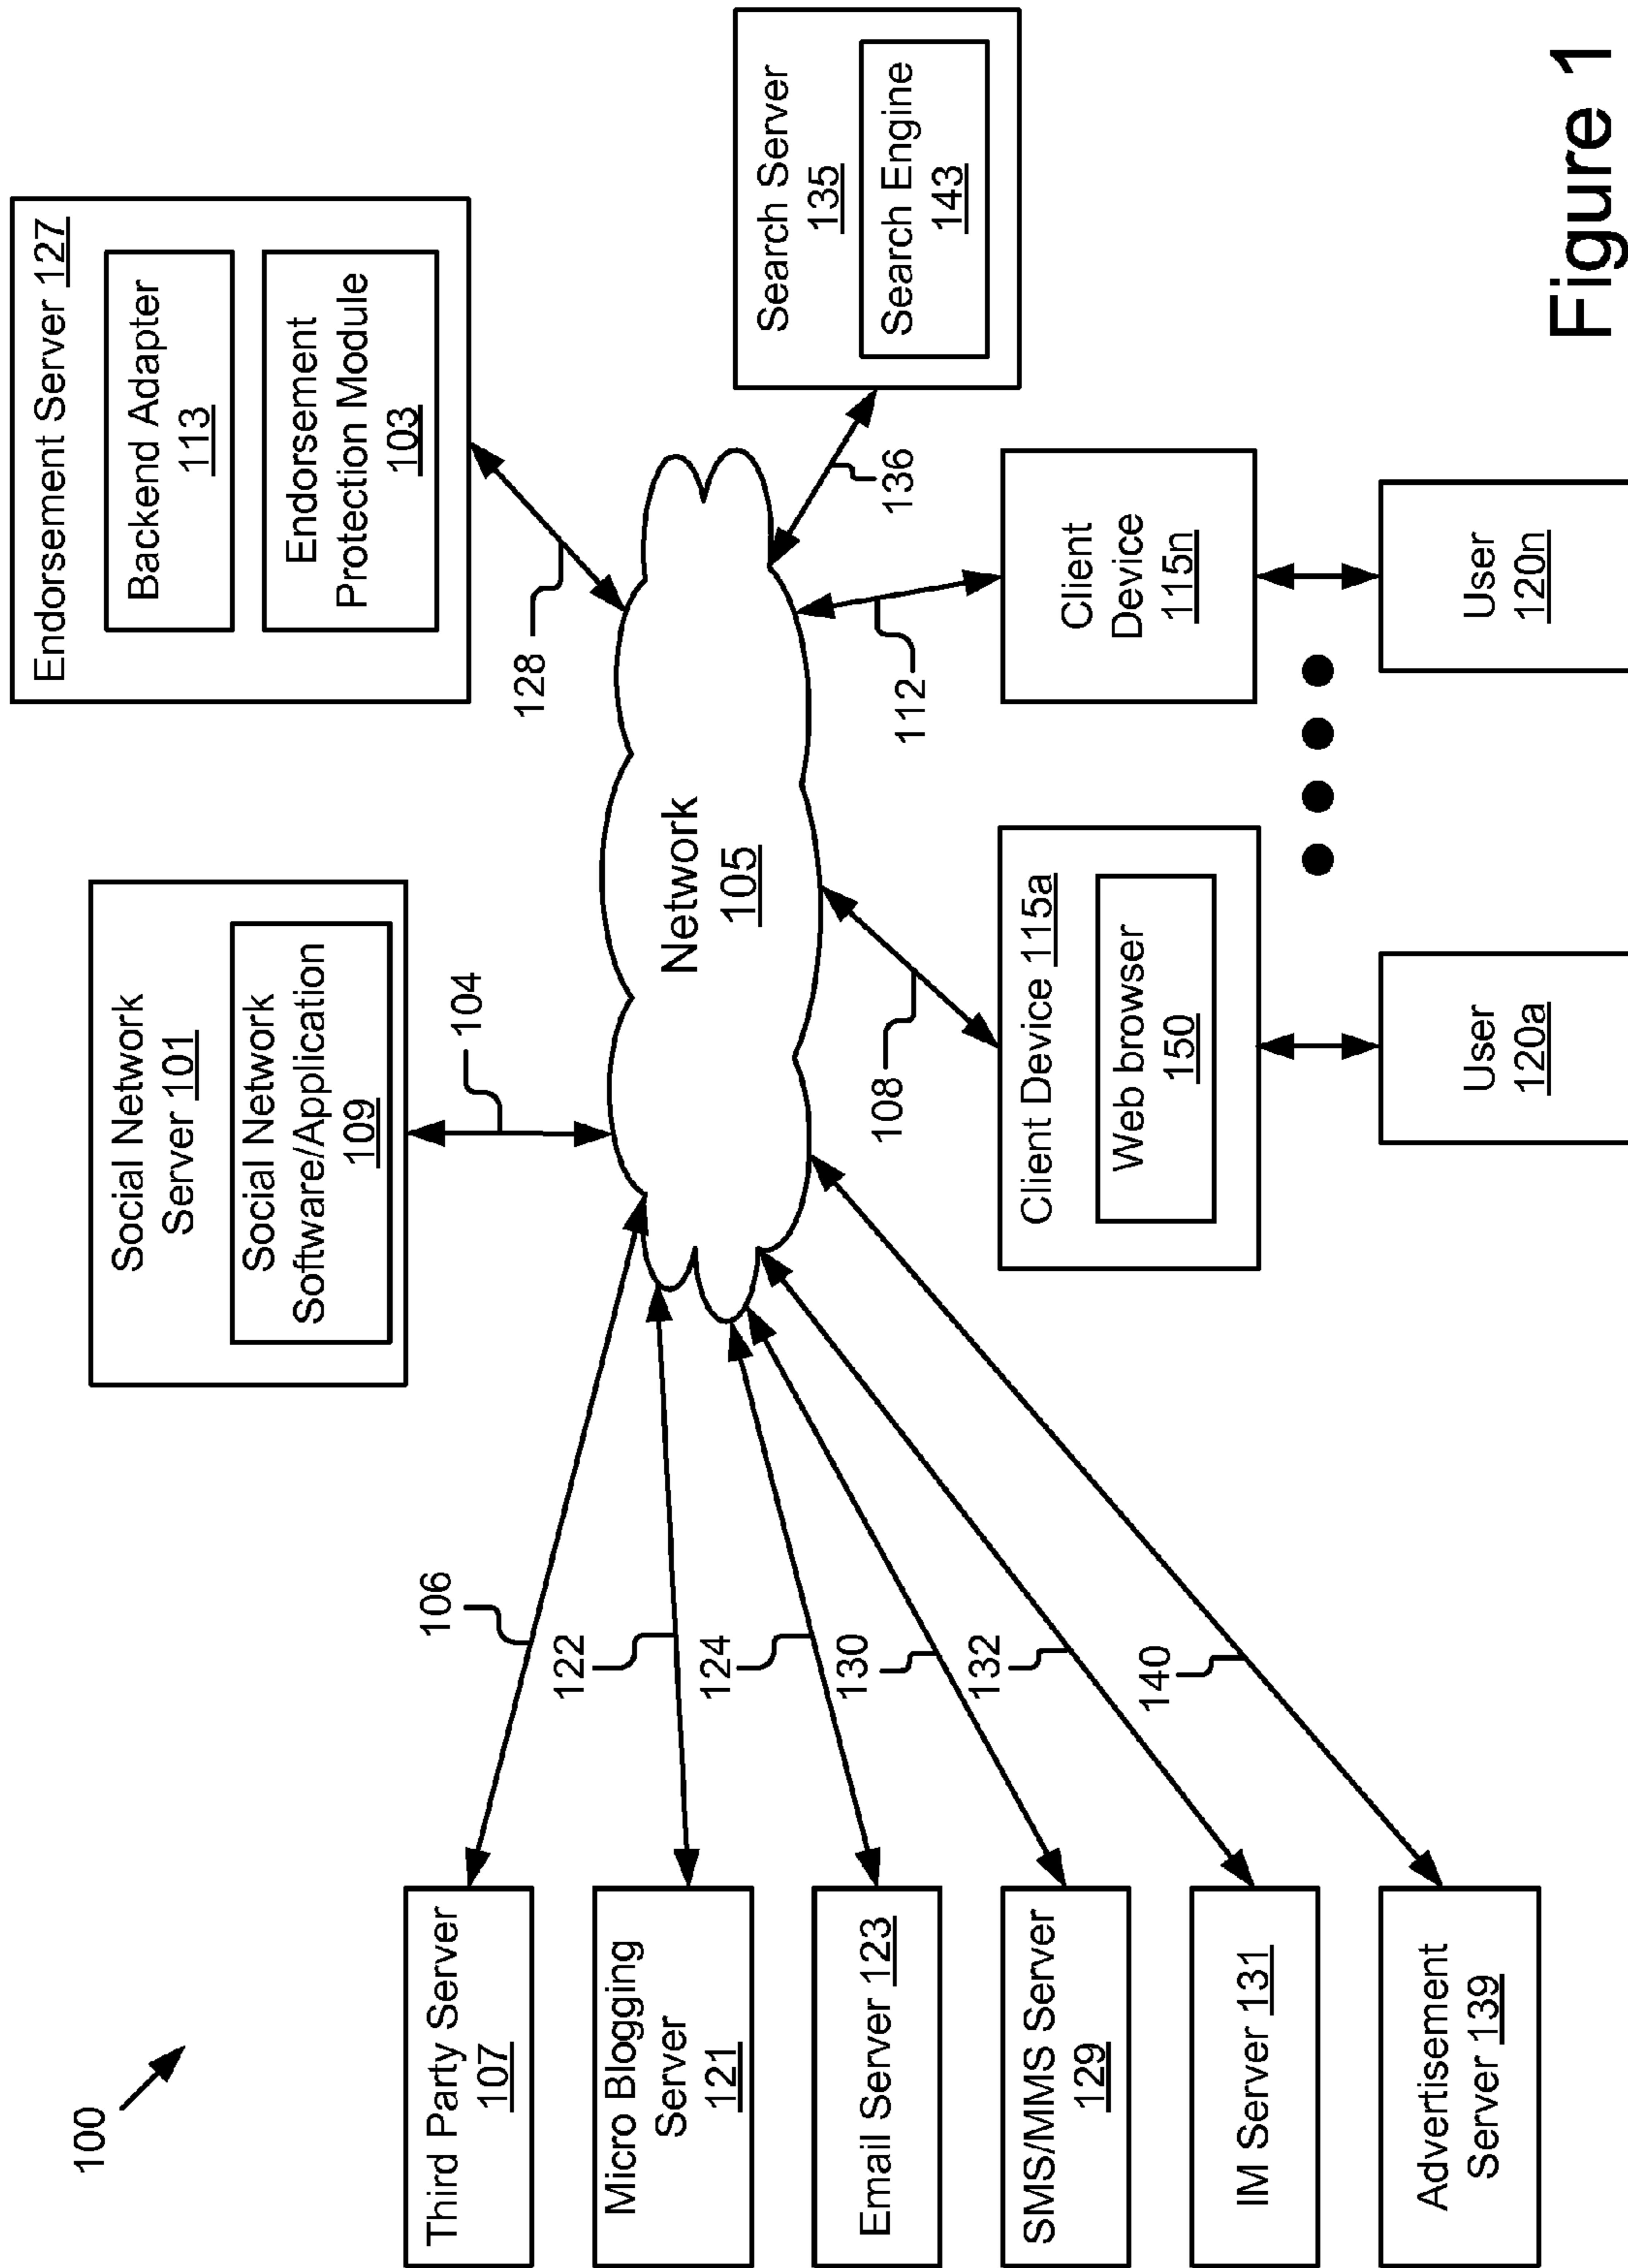 100
Social Network
Server 101
Social Network
Software/Application
109
104
Endorsement Server 127
Backend Adapter
113
Endorsement
Protection Module
103
128
Third Party Server
107
106
Micro Blogging
Server
121
122
Email Server 123
124
SMS/MMS Server
129
130
IM Server 131
132
Advertisement
Server 139
140
Network
105
Search Server
135
Search Engine
143
136
108
112
Client Device 115a
Web browser
150
Client
Device
115n
User
120a
User
120n
Figure 1